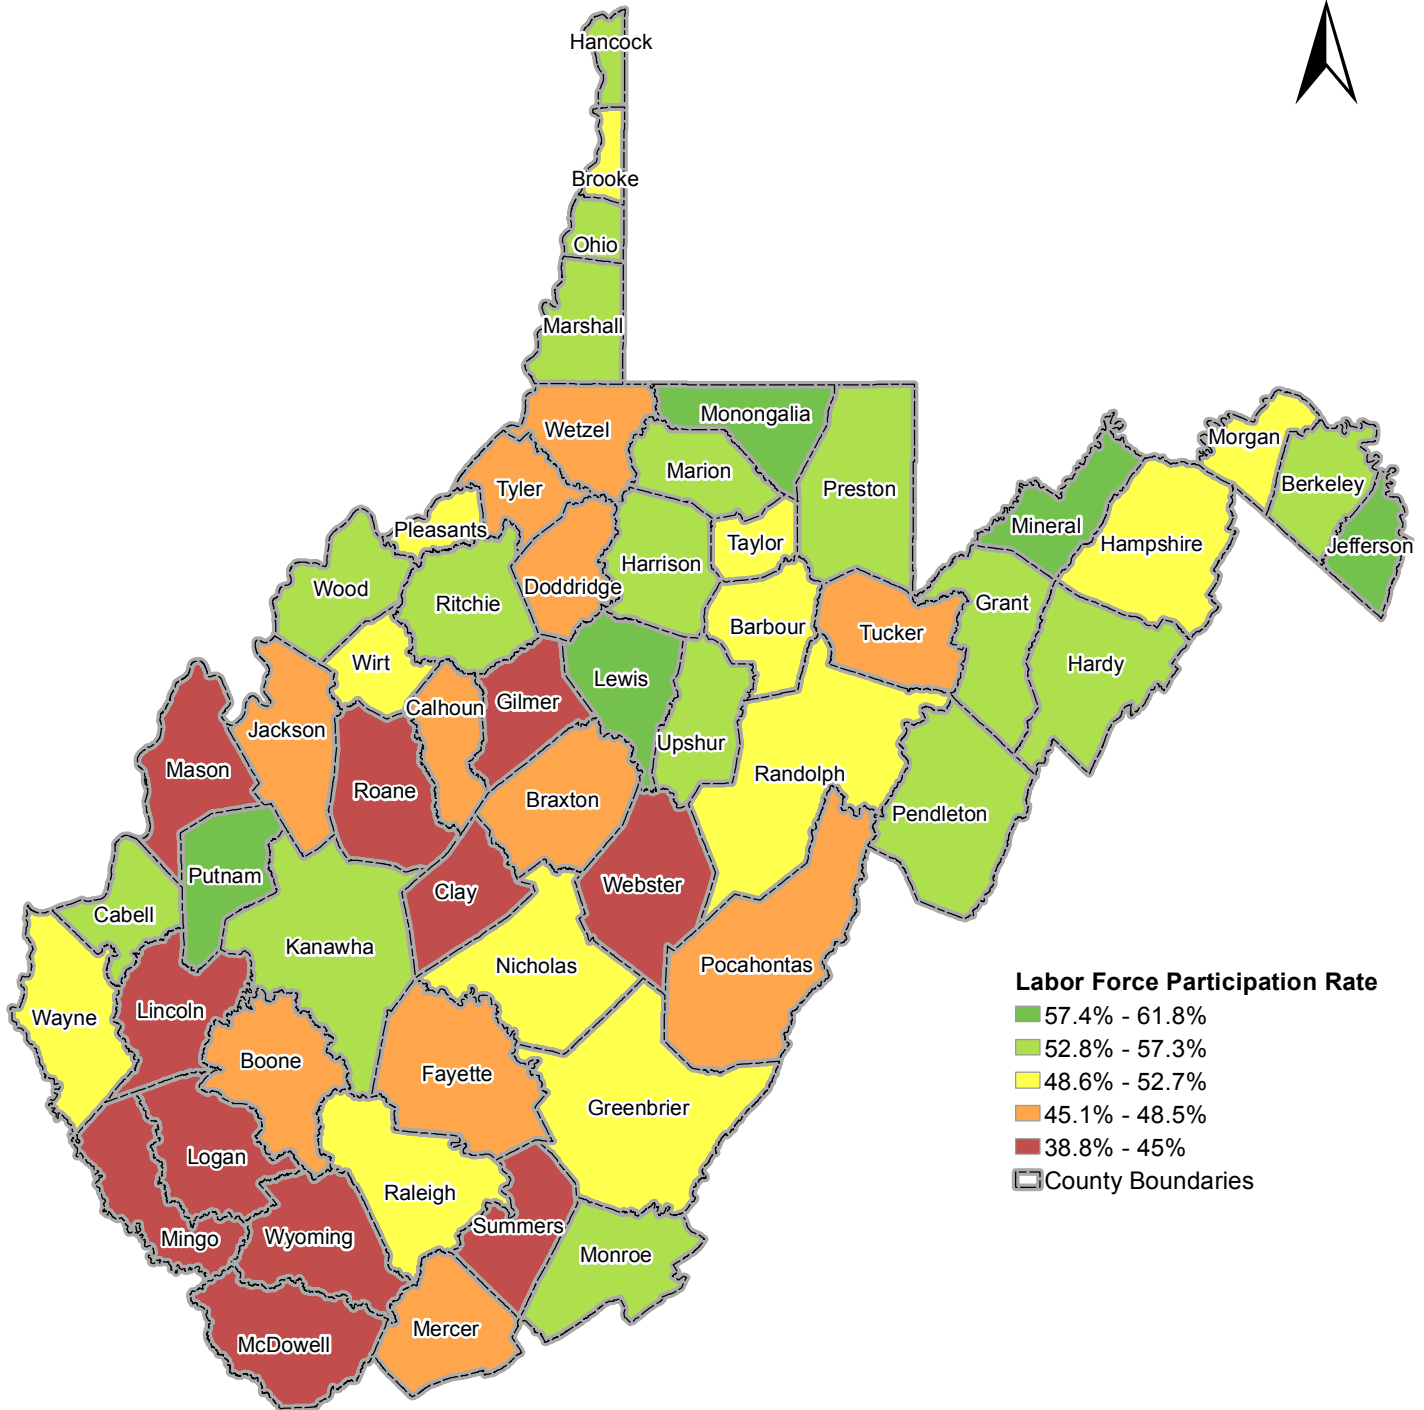 Hancock
Brooke
Ohio
Marshall
Wetzel
Monongalia
Marion
Preston
Tyler
Pleasants
Taylor
Harrison
Doddridge
Wood
Ritchie
Barbour
Tucker
Wirt
Lewis
Gilmer
Calhoun
Jackson
Upshur
Mason
Roane
Braxton
Randolph
Grant
Hardy
Mineral
Hampshire
Morgan
Berkeley
Jefferson
Pendleton
Putnam
Clay
Webster
Cabell
Kanawha
Nicholas
Pocahontas
Wayne
Lincoln
Boone
Fayette
Greenbrier
Logan
Raleigh
Mingo
Wyoming
Summers
Monroe
McDowell
Mercer
Labor Force Participation Rate
57.4% - 61.8%
52.8% - 57.3%
48.6% - 52.7%
45.1% - 48.5%
38.8% - 45%
County Boundaries